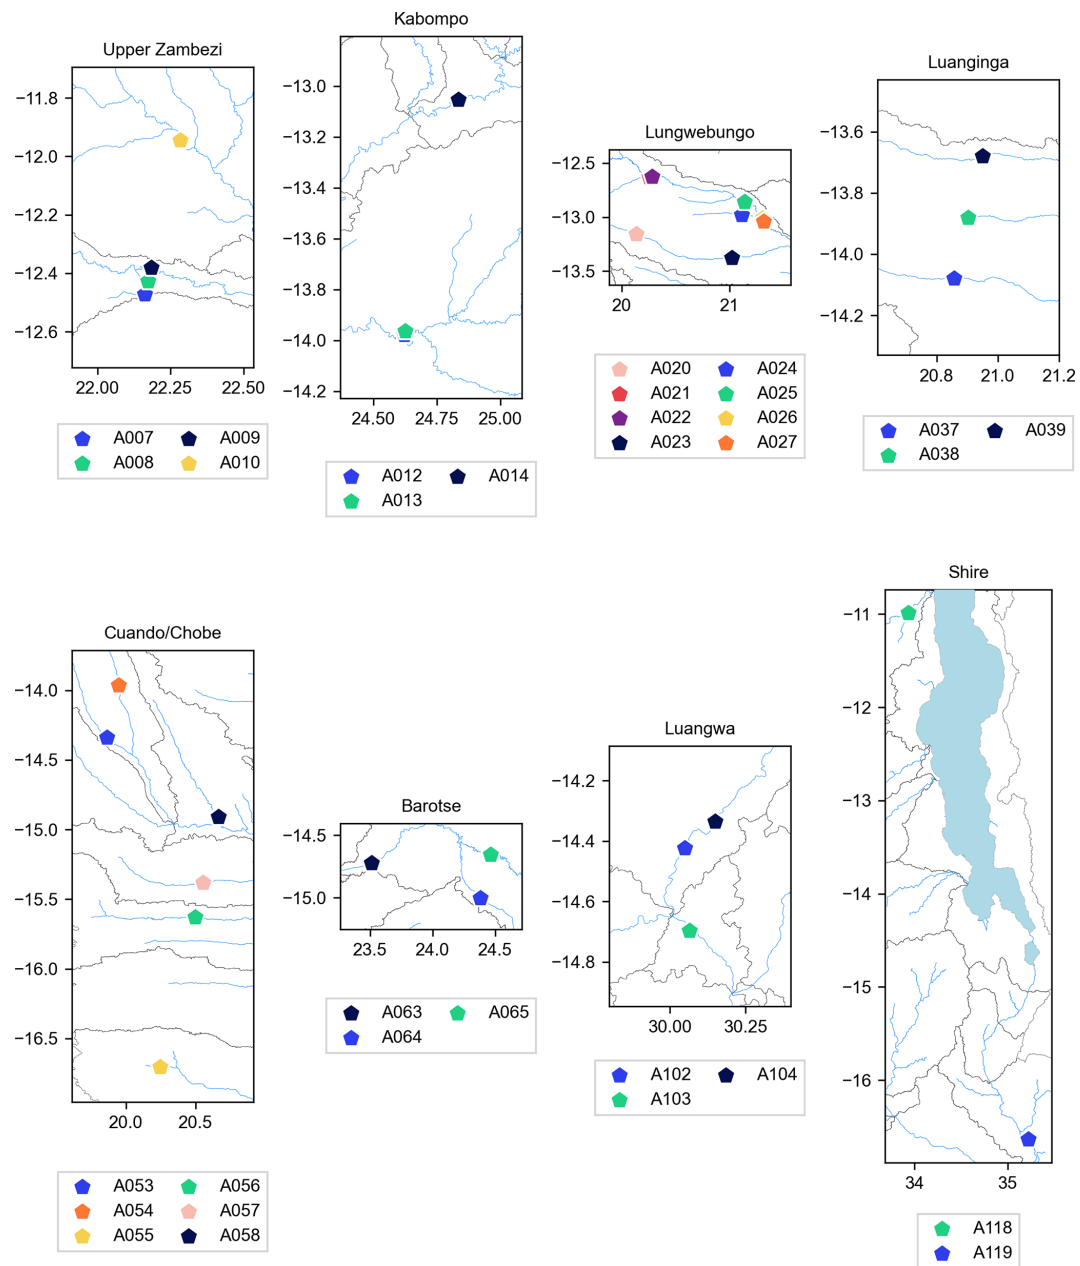 Upper Zambezi
−11.8
−12.0
−12.2
−12.4
−12.6
22.00 22.25 22.50
A007 A009
A008 A010
Kabompo
−13.0
−13.2
−13.4
−13.6
−13.8
−14.0
−14.2
24.50 24.75 25.00
A012 A014
A013
Lungwebungo
−12.5
−13.0
−13.5
20 21
A020 A024
A021 A025
A022 A026
A023 A027
Luanginga
−13.6
−13.8
−14.0
−14.2
20.8 21.0 21.2
A037 A039
A038
Cuando/Chobe
−14.0
−14.5
−15.0
−15.5
−16.0
−16.5
20.0 20.5
A053 A056
A054 A057
A055 A058
Barotse
−14.5
−15.0
23.5 24.0 24.5
A063 A065
A064
Luangwa
−14.2
−14.4
−14.6
−14.8
30.00 30.25
A102 A104
A103
Shire
−11
−12
−13
−14
−15
−16
34 35
A118
A119